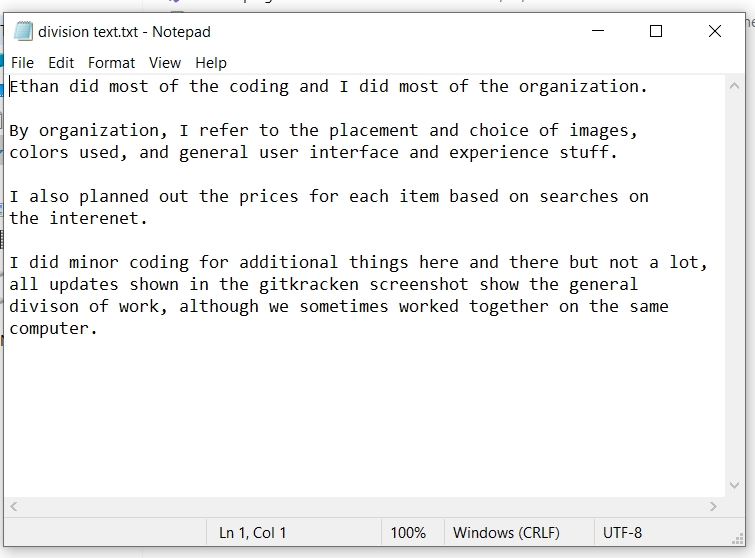 division text.txt - Notepad
File Edit Format View Help
Ethan did most of the coding and I did most of the organization.
By organization, I refer to the placement and choice of images,
colors used, and general user interface and experience stuff.
I also planned out the prices for each item based on searches on
the interenet.
I did minor coding for additional things here and there but not a lot,
all updates shown in the gitkracken screenshot show the general
divison of work, although we sometimes worked together on the same
computer.
Ln 1, Col 1 100% Windows (CRLF) UTF-8